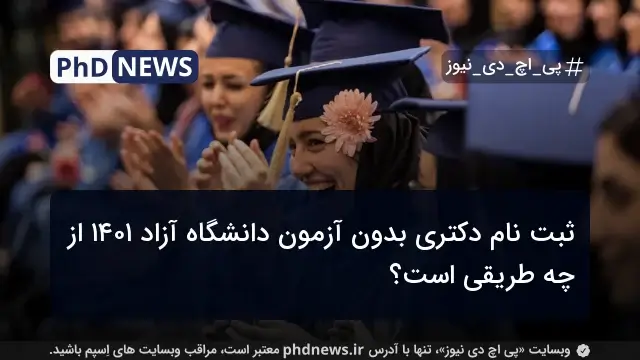 PhD NEWS
#پی_اچ_دی_نیوز
ثبت نام دکتری بدون آزمون دانشگاه آزاد ۱۴۰۱ از
چه طریقی است؟
وبسایت «پی اچ دی نیوز»، تنها با آدرس phdnews.ir معتبر است، مراقب وبسایت های اِسپم باشید.